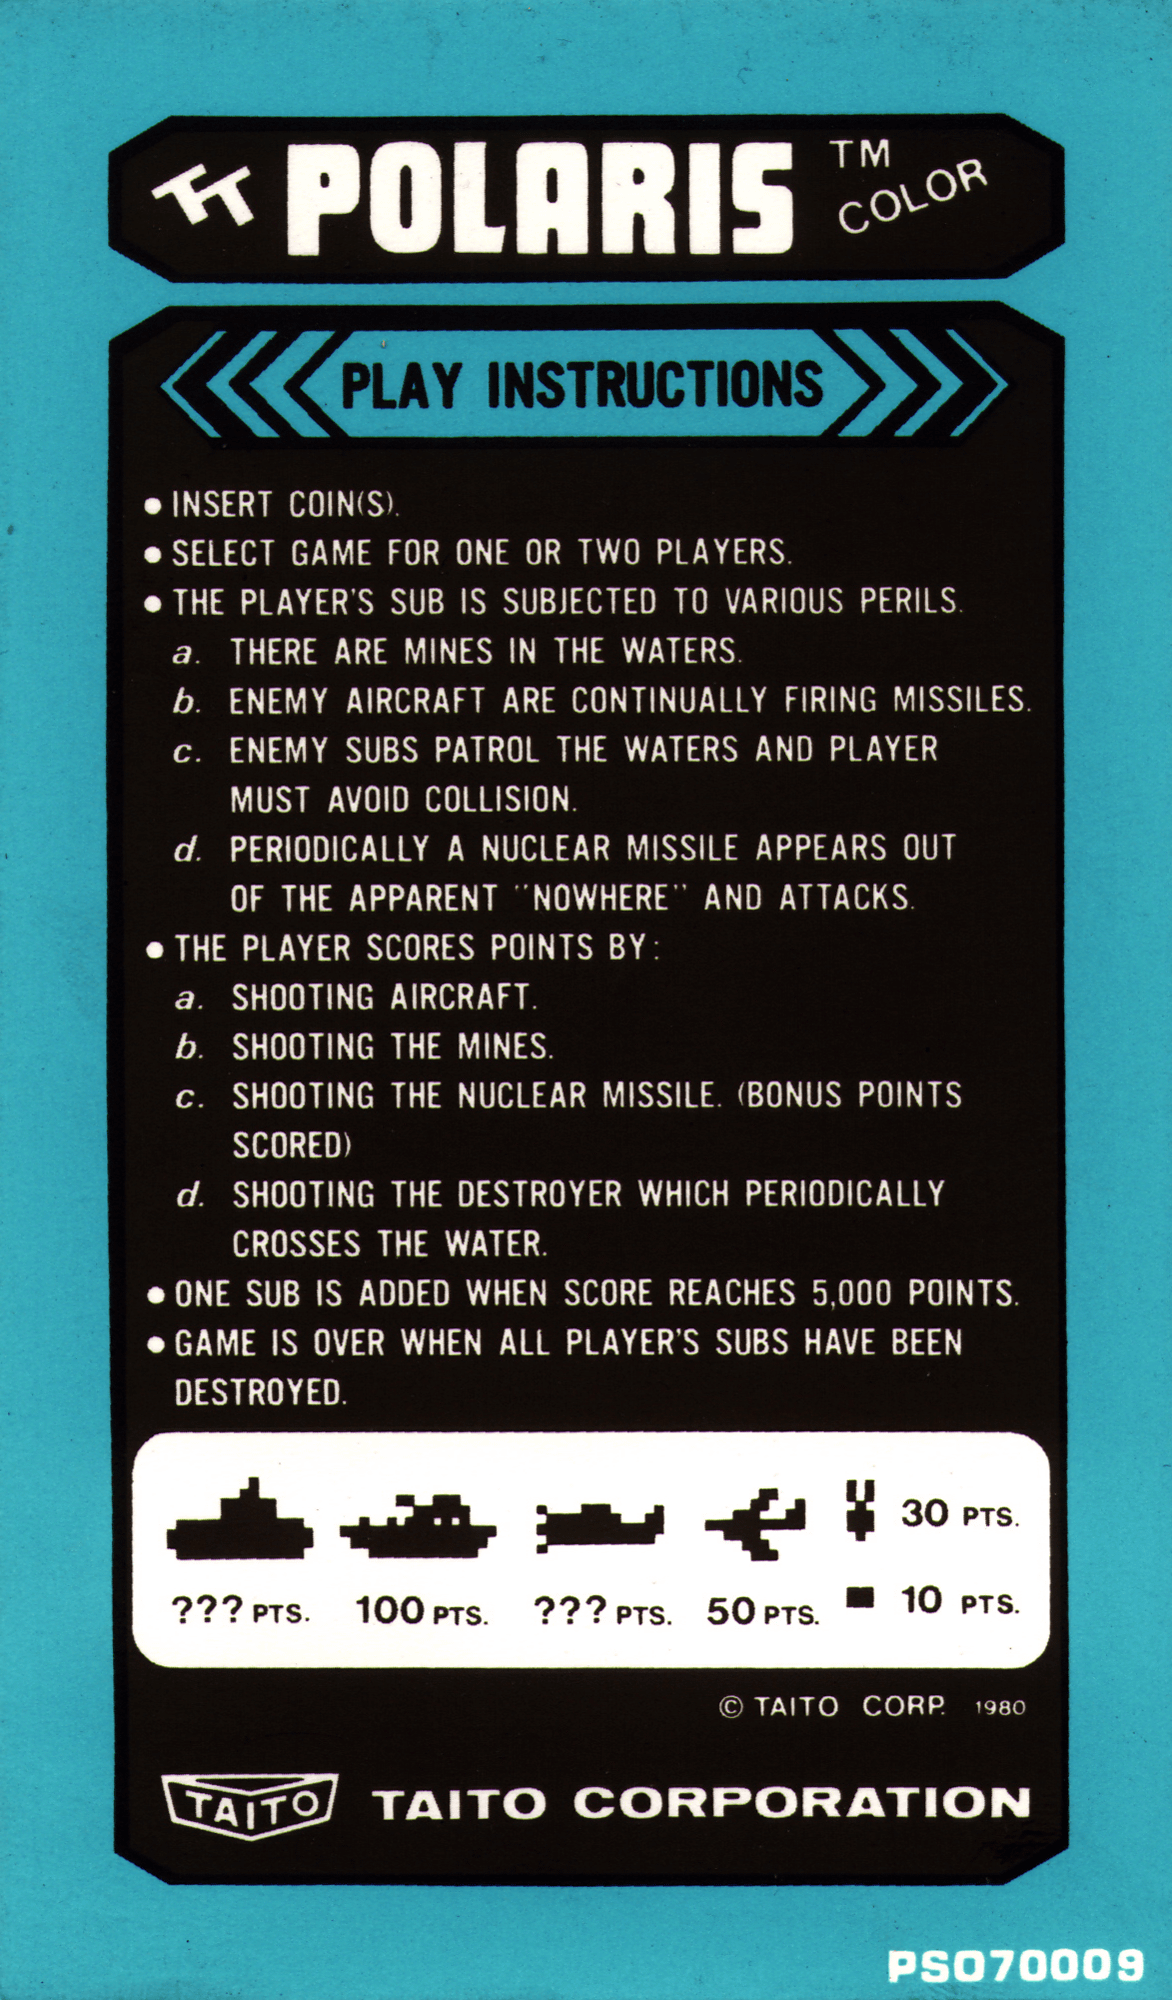 TT POLARIS TM
COLOR
PLAY INSTRUCTIONS
● INSERT COIN(S).
● SELECT GAME FOR ONE OR TWO PLAYERS.
● THE PLAYER'S SUB IS SUBJECTED TO VARIOUS PERILS.
a. THERE ARE MINES IN THE WATERS.
b. ENEMY AIRCRAFT ARE CONTINUALLY FIRING MISSILES.
c. ENEMY SUBS PATROL THE WATERS AND PLAYER
MUST AVOID COLLISION.
d. PERIODICALLY A NUCLEAR MISSILE APPEARS OUT
OF THE APPARENT "NOWHERE" AND ATTACKS.
● THE PLAYER SCORES POINTS BY:
a. SHOOTING AIRCRAFT.
b. SHOOTING THE MINES.
c. SHOOTING THE NUCLEAR MISSILE. (BONUS POINTS
SCORED)
d. SHOOTING THE DESTROYER WHICH PERIODICALLY
CROSSES THE WATER.
● ONE SUB IS ADDED WHEN SCORE REACHES 5,000 POINTS.
● GAME IS OVER WHEN ALL PLAYER'S SUBS HAVE BEEN
DESTROYED.
30 PTS.
??? PTS. 100 PTS. ??? PTS. 50 PTS. 10 PTS.
© TAITO CORP. 1980
TAITO TAITO CORPORATION
PS070009